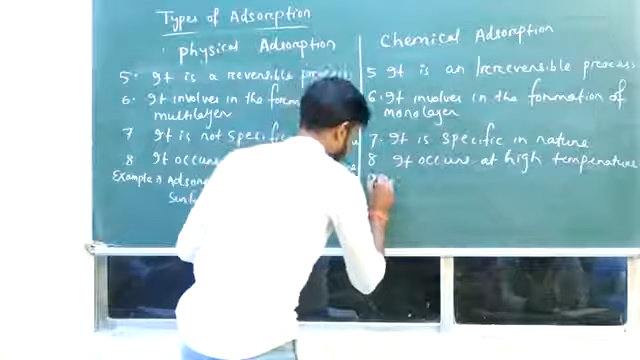 Types of Adsorption
physical Adsorption
5. It is a reversible process
6. It involves in the
multilayer
7 It is not specific
8 It occurs
Example:
Chemical Adsorption
5 It is an Irreversible process
6. It involves in the formation of
monolayer
7. It is specific in nature
8 It occurs at high temperature